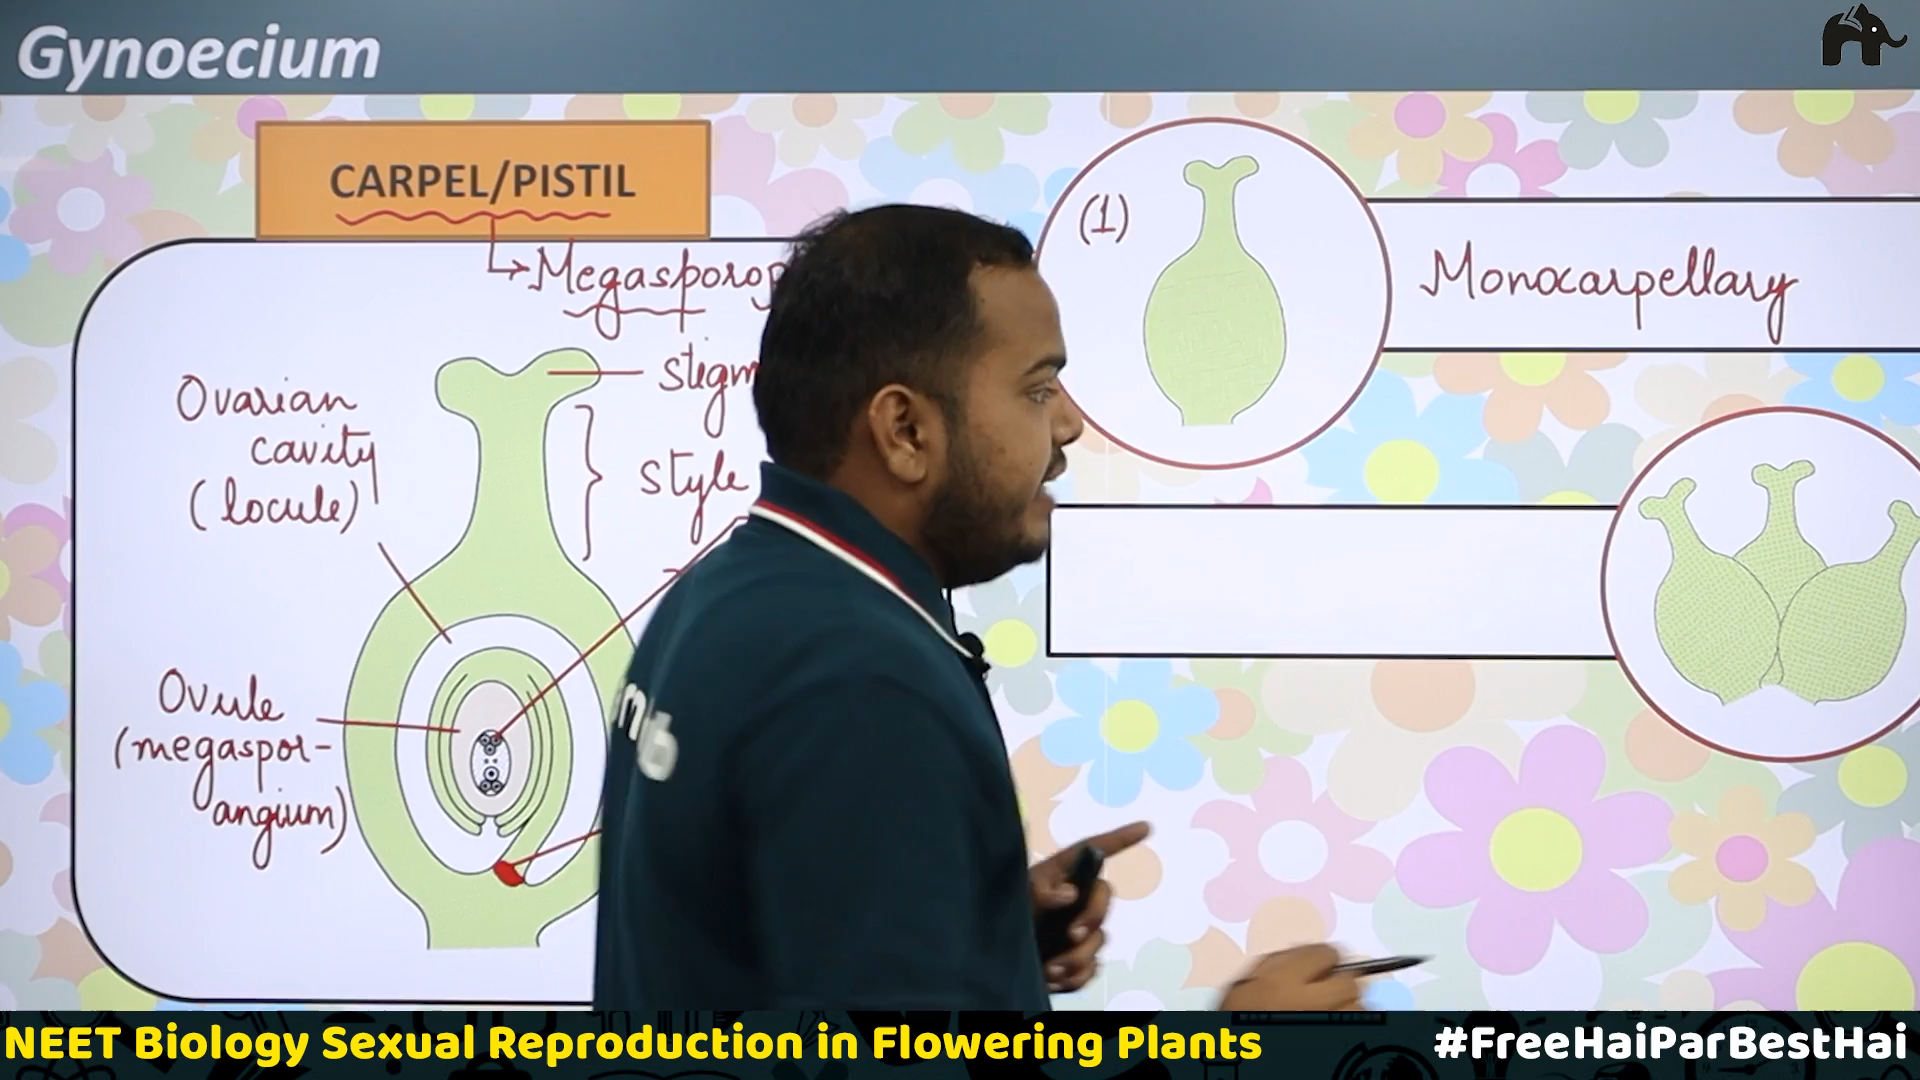 Gynoecium
CARPEL/PISTIL
Ovarian
cavity
(locule)
style
Ovule
(megaspor-
angium)
(1)
Monocarpellary
NEET Biology Sexual Reproduction in Flowering Plants
#FreeHaiParBestHai